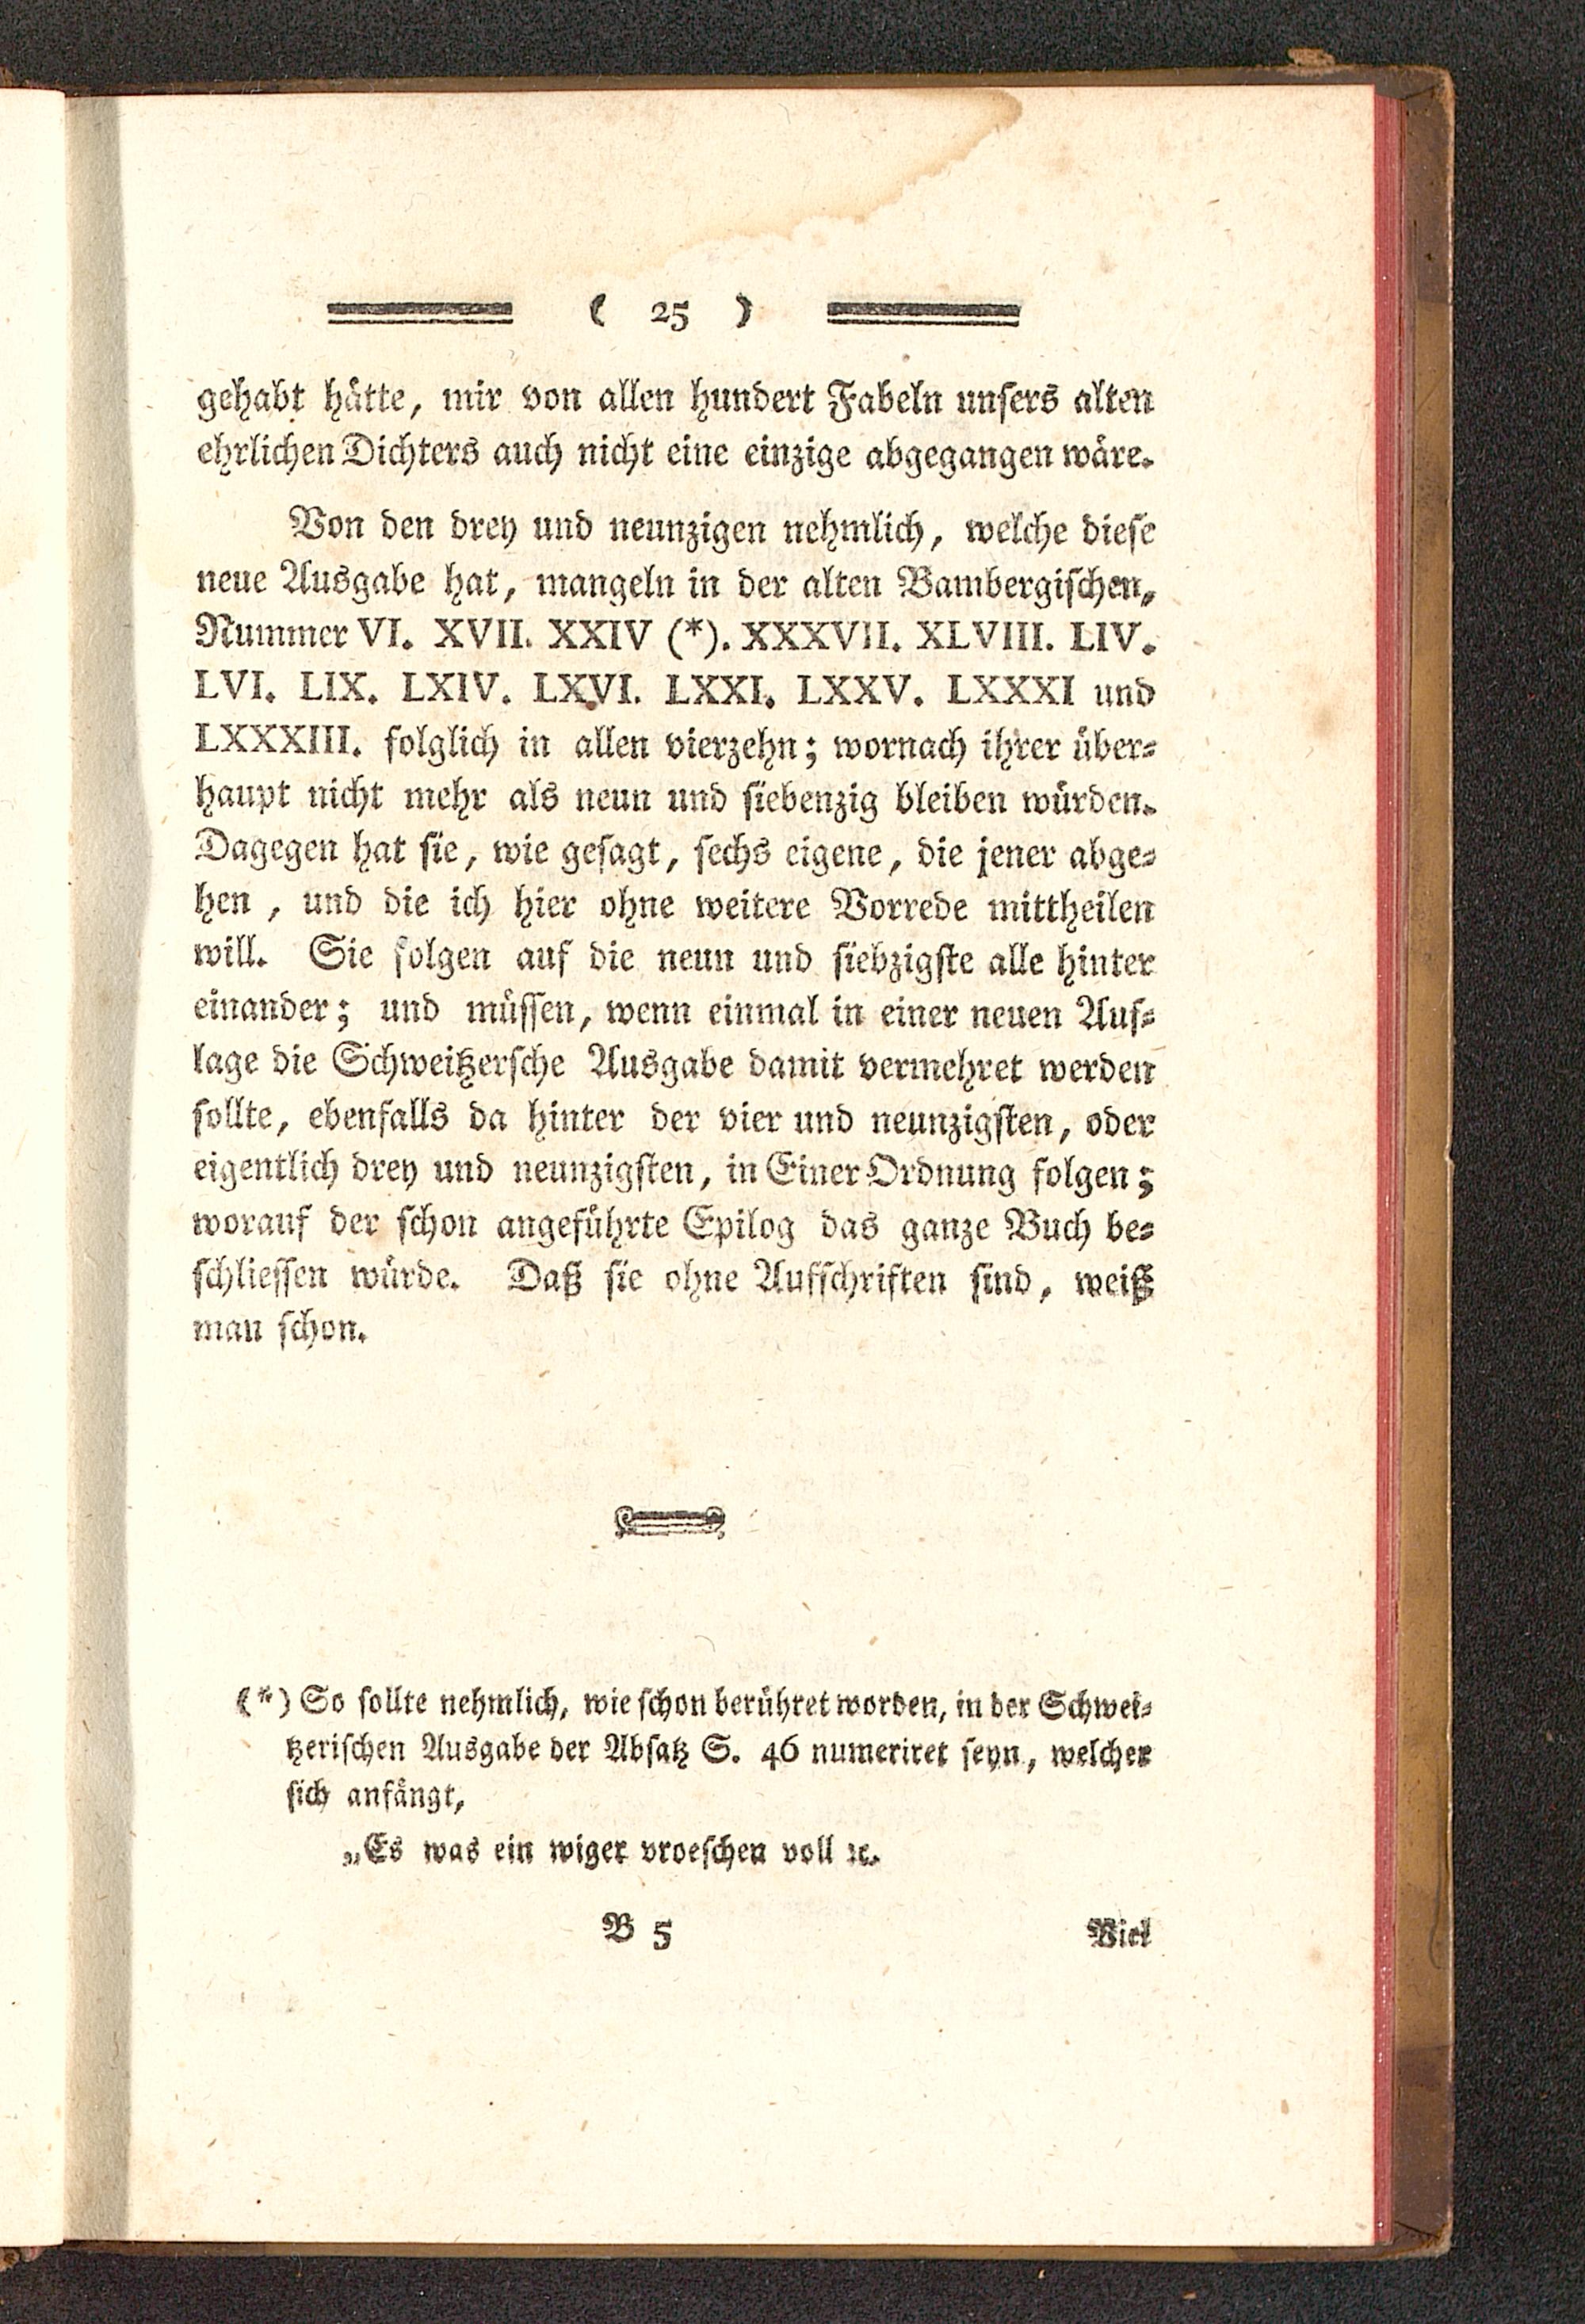 ( 25 )
gehabt hätte, mir von allen hundert Fabeln unsers alten
ehrlichen Dichters auch nicht eine einzige abgegangen wäre.
Von den drey und neunzigen nehmlich, welche diese
neue Ausgabe hat, mangeln in der alten Bambergischen,
Nummer VI. XVII. XXIV (*). XXXVII. XLVIII. LIV.
LVI. LIX. LXIV. LXVI. LXXI. LXXV. LXXXI und
LXXXIII. folglich in allen vierzehn; wornach ihrer über-
haupt nicht mehr als neun und siebenzig bleiben würden.
Dagegen hat sie, wie gesagt, sechs eigene, die jener abge-
hen, und die ich hier ohne weitere Vorrede mittheilen
will. Sie folgen auf die neun und siebzigste alle hinter
einander; und müssen, wenn einmal in einer neuen Auf-
lage die Schweitzersche Ausgabe damit vermehret werden
sollte, ebenfalls da hinter der vier und neunzigsten, oder
eigentlich drey und neunzigsten, in Einer Ordnung folgen;
worauf der schon angeführte Epilog das ganze Buch be-
schliessen würde. Daß sie ohne Aufschriften sind, weiß
man schon.
(*) So sollte nehmlich, wie schon berühret worden, in der Schwei-
tzerischen Ausgabe der Absatz S. 46 numeriret seyn, welcher
sich anfängt,
„Es was ein wiger vroeschen voll ꝛc.
B 5 Viel